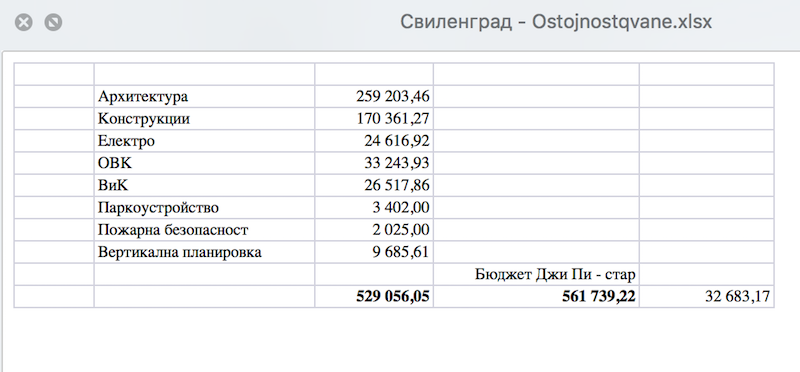 Свиленград - Ostojnostqvane.xlsx
Архитектура 259 203,46
Конструкции 170 361,27
Електро 24 616,92
ОВК 33 243,93
ВиК 26 517,86
Паркоустройство 3 402,00
Пожарна безопасност 2 025,00
Вертикална планировка 9 685,61
Бюджет Джи Пи - стар
529 056,05 561 739,22 32 683,17